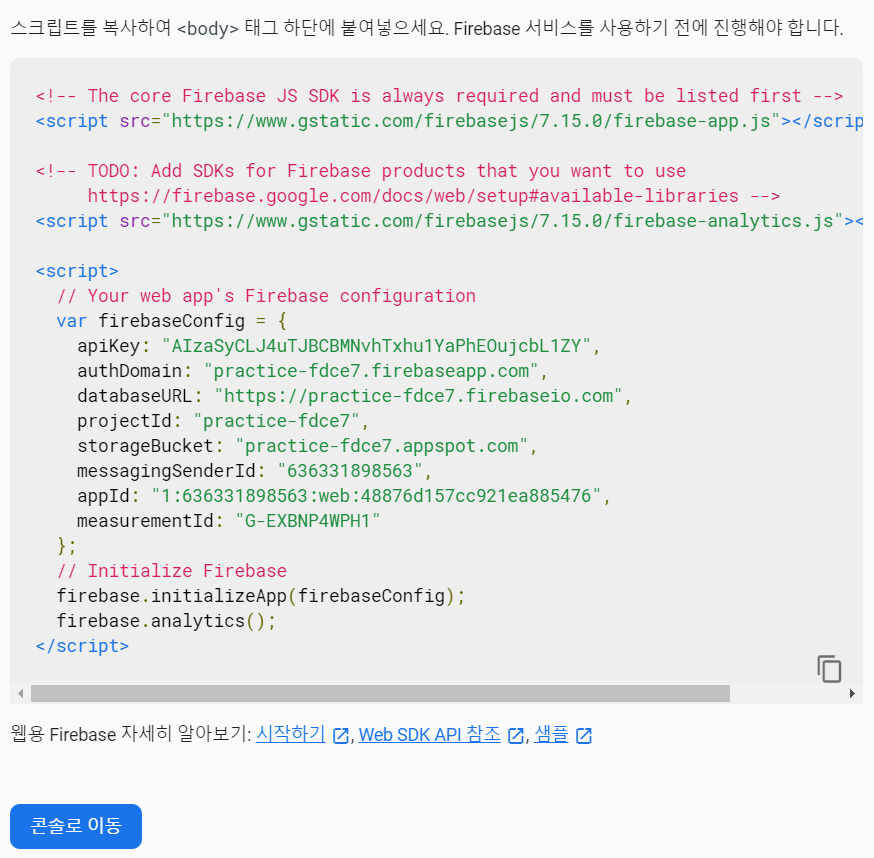 스크립트를 복사하여 <body> 태그 하단에 붙여넣으세요. Firebase 서비스를 사용하기 전에 진행해야 합니다.
<!-- The core Firebase JS SDK is always required and must be listed first -->
<script src="https://www.gstatic.com/firebasejs/7.15.0/firebase-app.js"></scrip
<!-- TODO: Add SDKs for Firebase products that you want to use
https://firebase.google.com/docs/web/setup#available-libraries -->
<script src="https://www.gstatic.com/firebasejs/7.15.0/firebase-analytics.js"><
<script>
// Your web app's Firebase configuration
var firebaseConfig = {
apiKey: "AIzaSyCLJ4uTJBCBMNvhTxhu1YaPhEOujcbL1ZY",
authDomain: "practice-fdce7.firebaseapp.com",
databaseURL: "https://practice-fdce7.firebaseio.com",
projectId: "practice-fdce7",
storageBucket: "practice-fdce7.appspot.com",
messagingSenderId: "636331898563",
appId: "1:636331898563:web:48876d157cc921ea885476",
measurementId: "G-EXBNP4WPH1"
};
// Initialize Firebase
firebase.initializeApp(firebaseConfig);
firebase.analytics();
</script>
웹용 Firebase 자세히 알아보기: 시작하기, Web SDK API 참조, 샘플
콘솔로 이동